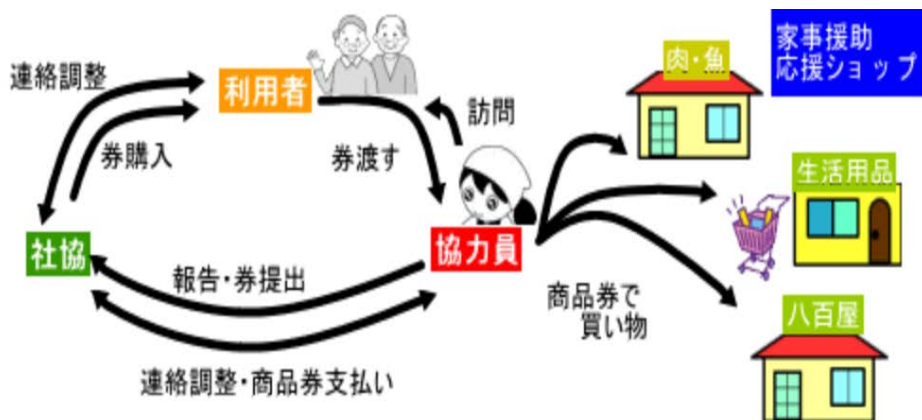 連絡調整
利用者
券購入
券渡す
訪問
社協
協力員
報告・券提出
連絡調整・商品券支払い
商品券で
買い物
肉・魚
家事援助
応援ショップ
生活用品
八百屋